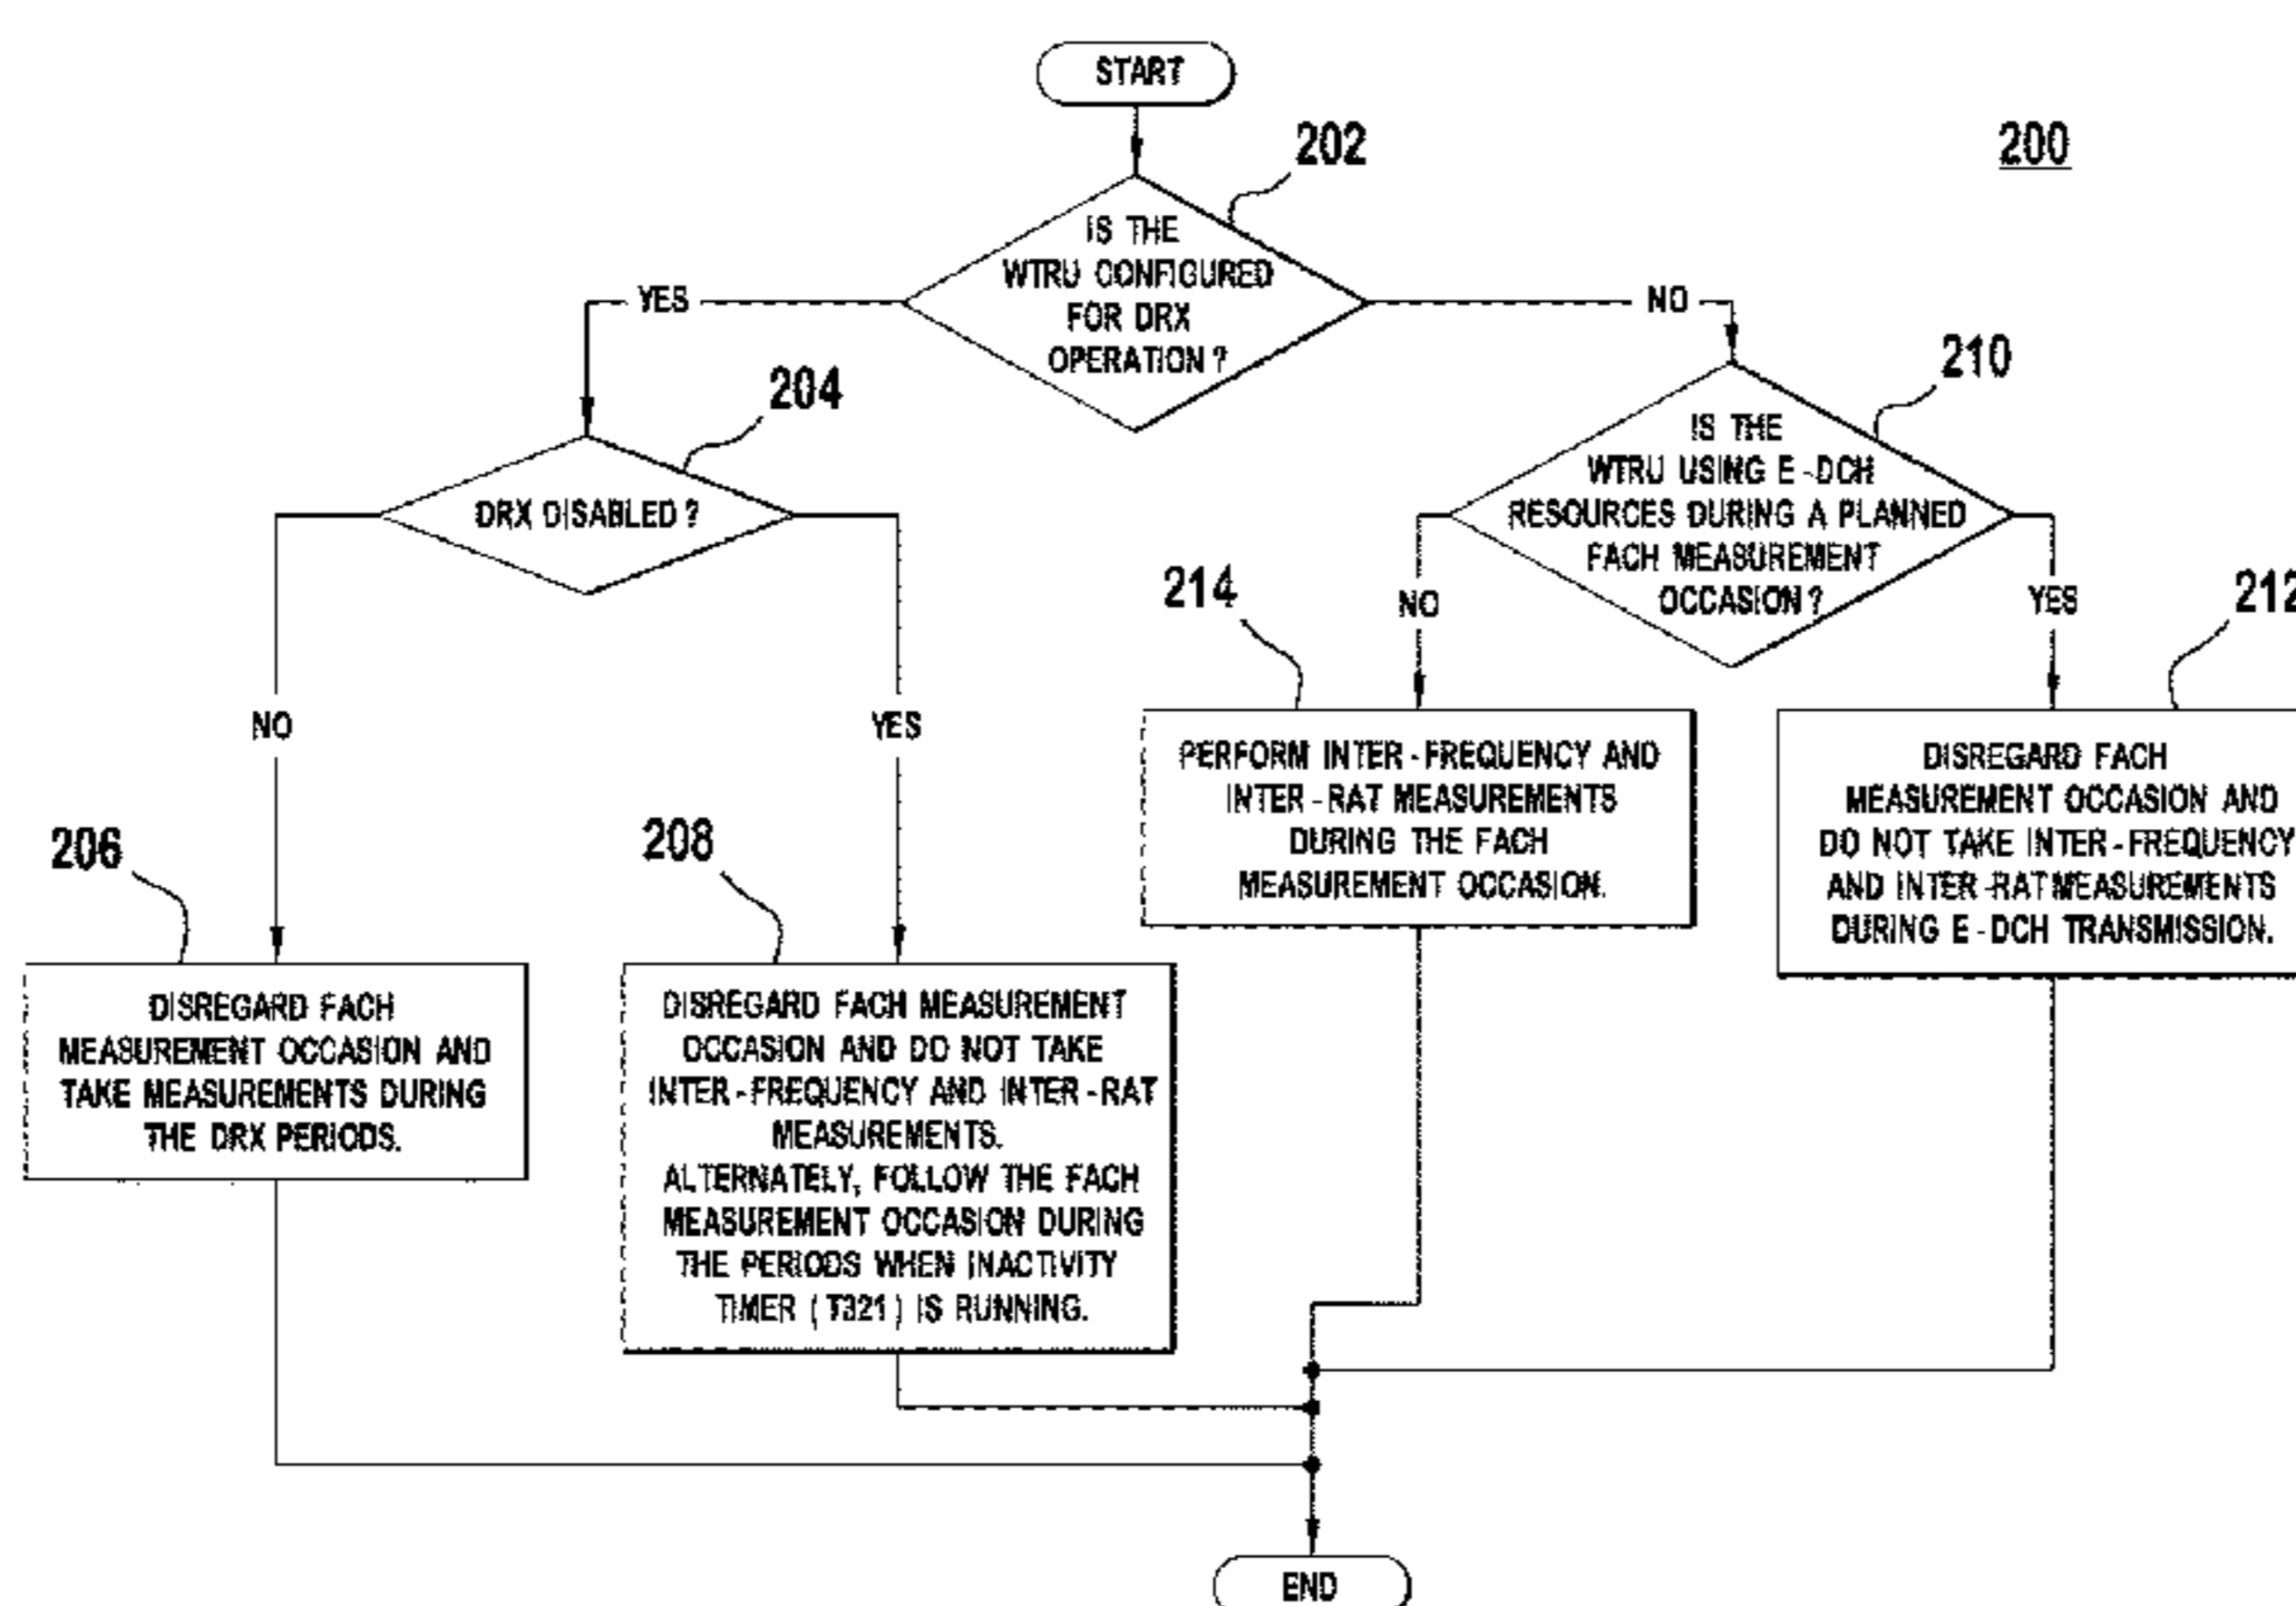 START
202
200
IS THE
WTRU CONFIGURED
FOR DRX
OPERATION ?
YES
NO
204
210
DRX DISABLED ?
IS THE
WTRU USING E-DCH
RESOURCES DURING A PLANNED
FACH MEASUREMENT
OCCASION ?
NO
YES
214
NO
YES
212
PERFORM INTER-FREQUENCY AND
INTER-RAT MEASUREMENTS
DURING THE FACH
MEASUREMENT OCCASION.
DISREGARD FACH
MEASUREMENT OCCASION AND
DO NOT TAKE INTER-FREQUENCY
AND INTER-RAT MEASUREMENTS
DURING E-DCH TRANSMISSION.
206
208
DISREGARD FACH
MEASUREMENT OCCASION AND
TAKE MEASUREMENTS DURING
THE DRX PERIODS.
DISREGARD FACH MEASUREMENT
OCCASION AND DO NOT TAKE
INTER-FREQUENCY AND INTER-RAT
MEASUREMENTS.
ALTERNATELY, FOLLOW THE FACH
MEASUREMENT OCCASION DURING
THE PERIODS WHEN INACTIVITY
TIMER (T321) IS RUNNING.
END